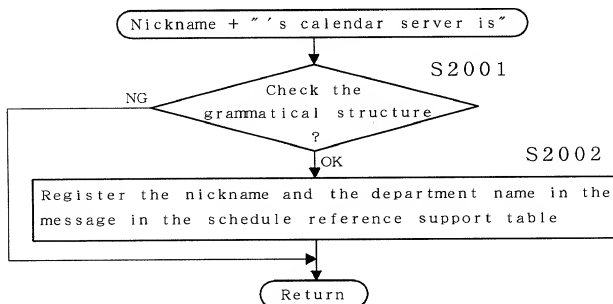 Nickname + "'s calendar server is"
S2001
NG
Check the
grammatical structure
?
OK
S2002
Register the nickname and the department name in the
message in the schedule reference support table
Return